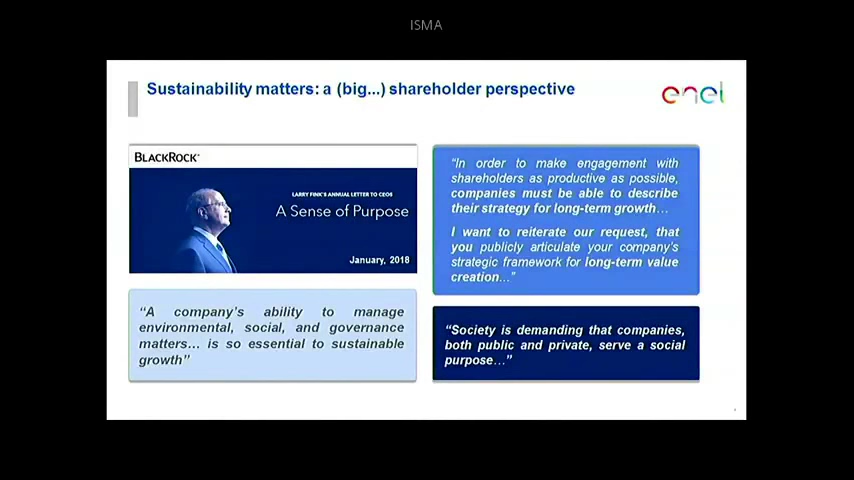 ISMA
Sustainability matters: a (big...) shareholder perspective
enel
BLACKROCK
LARRY FINK'S ANNUAL LETTER TO CEOS
A Sense of Purpose
January, 2018
"A company's ability to manage
environmental, social, and governance
matters… is so essential to sustainable
growth"
"In order to make engagement with
shareholders as productive as possible,
companies must be able to describe
their strategy for long-term growth…
I want to reiterate our request, that
you publicly articulate your company's
strategic framework for long-term value
creation…"
"Society is demanding that companies,
both public and private, serve a social
purpose…"